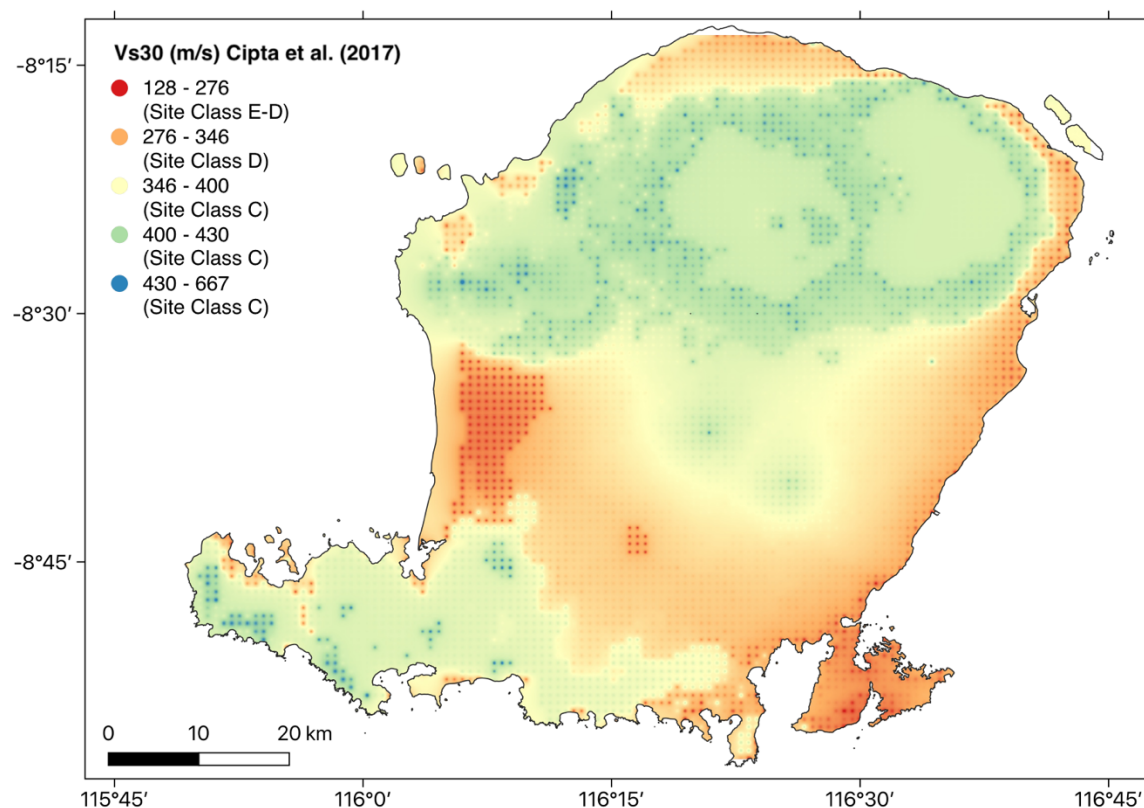 Vs30 (m/s) Cipta et al. (2017)
128 - 276
(Site Class E-D)
276 - 346
(Site Class D)
346 - 400
(Site Class C)
400 - 430
(Site Class C)
430 - 667
(Site Class C)
-8°15′
-8°30′
-8°45′
0 10 20 km
115°45′ 116°0′ 116°15′ 116°30′ 116°45′